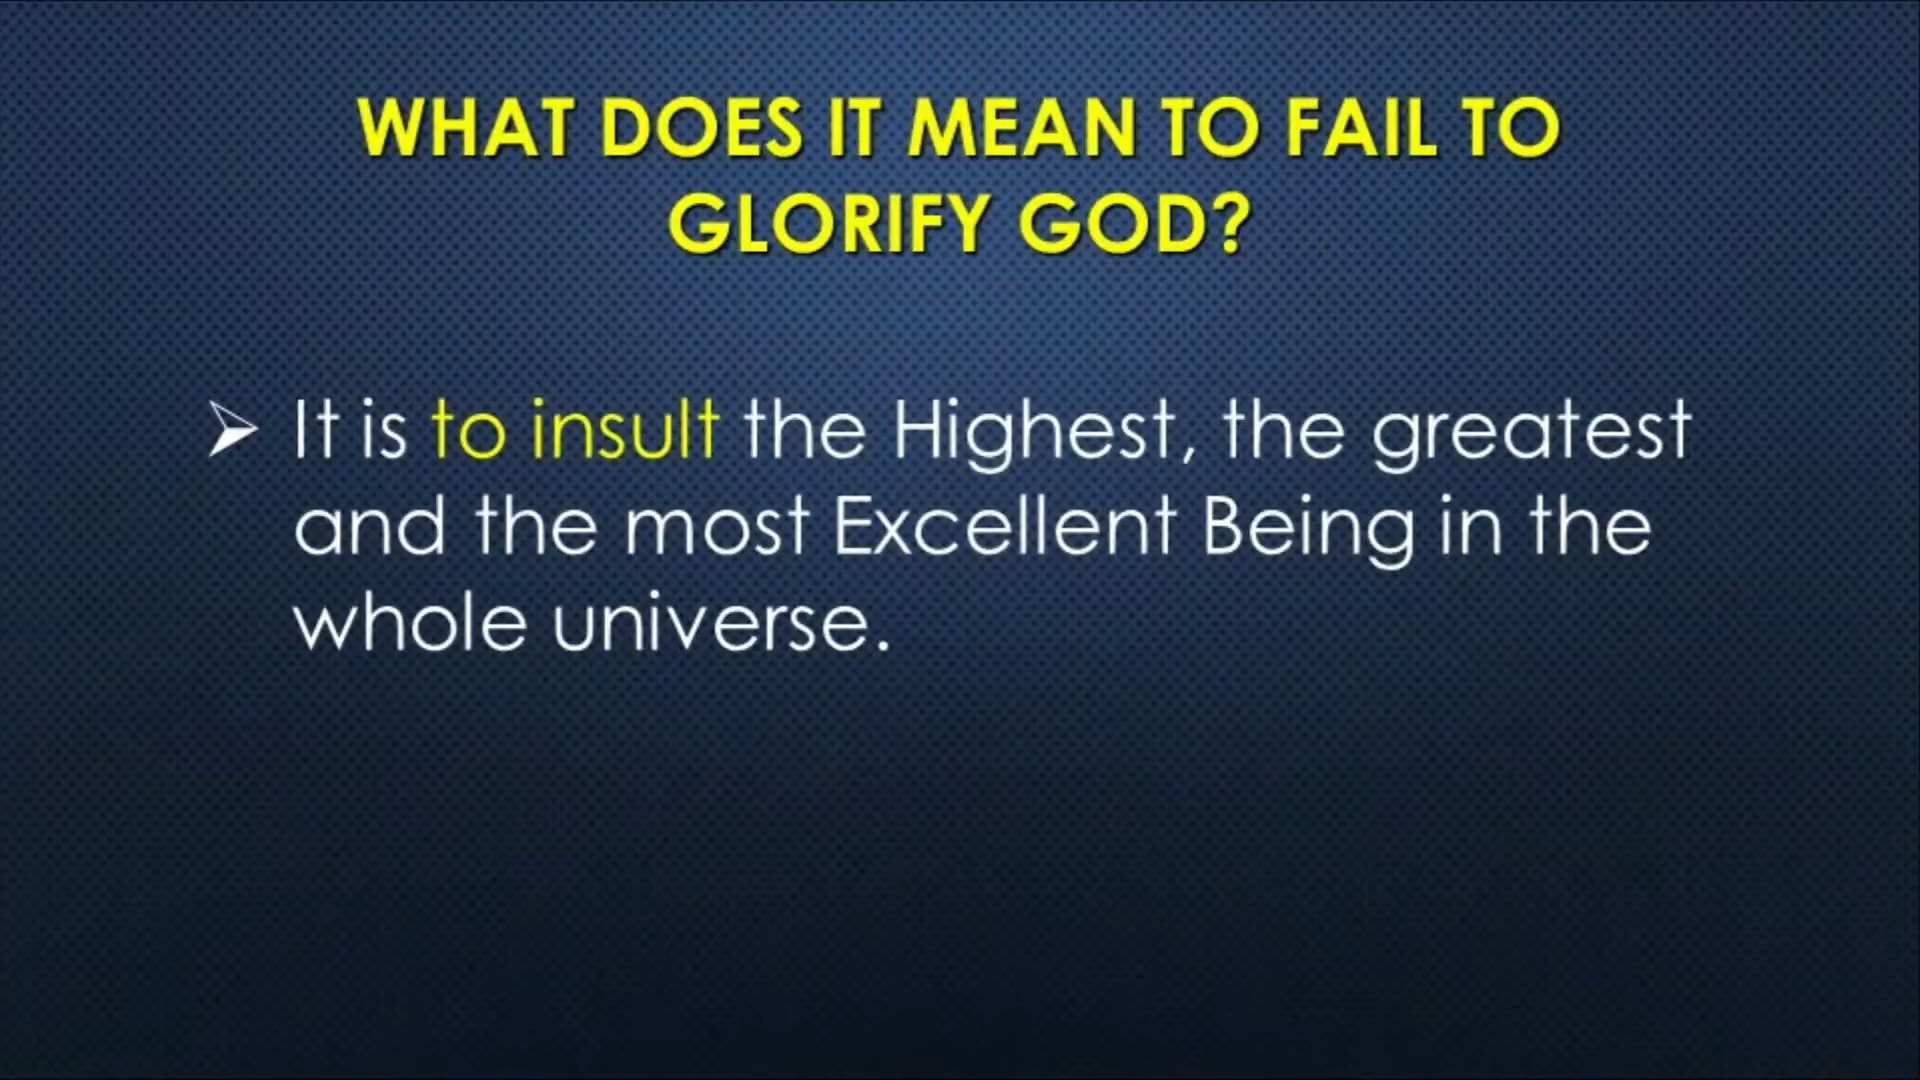 WHAT DOES IT MEAN TO FAIL TO
GLORIFY GOD?
It is to insult the Highest, the greatest
and the most Excellent Being in the
whole universe.